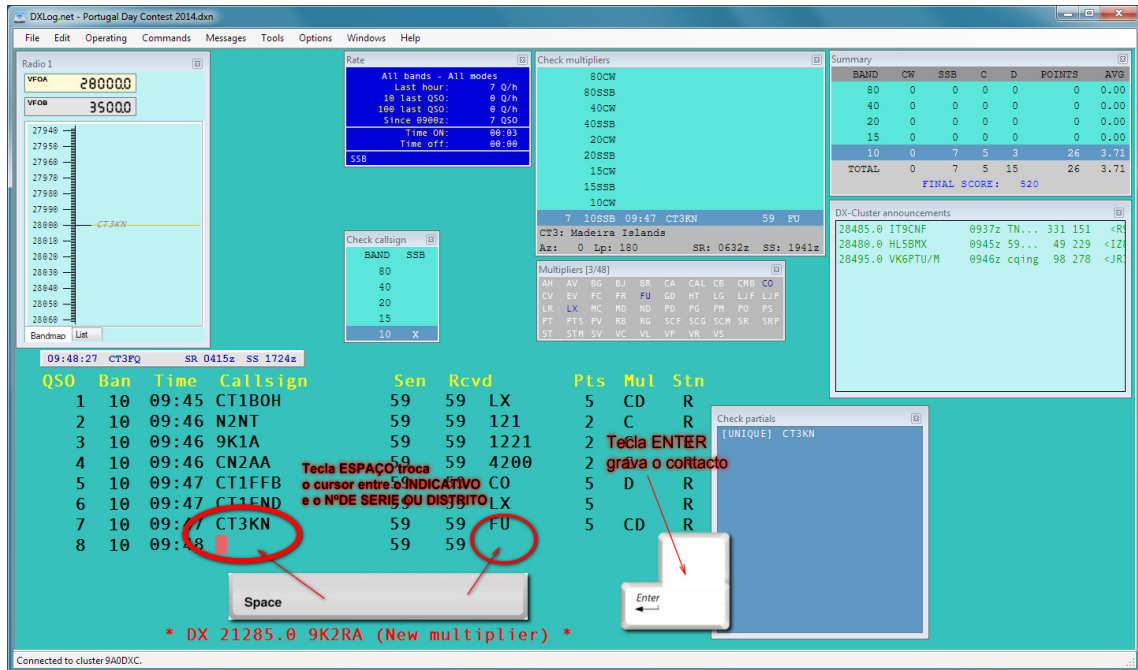 DXLog.net - Portugal Day Contest 2014.dxn
File Edit Operating Commands Messages Tools Options Windows Help
Radio 1
VFOA 28000.0
VFOB 3500.0
27940
27950
27960
27970
27980
27990
28000 CT3KN
28010
28020
28030
28040
28050
28060
Bandmap List
Rate
All bands - All modes
Last hour: 7 Q/h
10 last QSO: 0 Q/h
100 last QSO: 0 Q/h
Since 0900z: 7 QSO
Time ON: 00:03
Time off: 00:00
SSB
Check callsign
BAND SSB
80
40
20
15
10 X
Check multipliers
80CW
80SSB
40CW
40SSB
20CW
20SSB
15CW
15SSB
10CW
7 10SSB 09:47 CT3KN 59 FU
CT3: Madeira Islands
Az: 0 Lp: 180 SR: 0632z SS: 1941z
Multipliers [3/48]
AH AV BG BJ BR CA CAL CB CMB CO
CV EV FC FR FU GD HT LG LJF LJP
LR LX MC MD ND PD PG PM PO PS
PT PTS PV RB RG SCF SCG SCM SR SRP
ST STM SV VC VL VP VR VS
Summary
BAND CW SSB C D POINTS AVG
80 0 0 0 0 0 0.00
40 0 0 0 0 0 0.00
20 0 0 0 0 0 0.00
15 0 0 0 0 0 0.00
10 0 7 5 3 26 3.71
TOTAL 0 7 5 15 26 3.71
FINAL SCORE: 520
DX-Cluster announcements
28485.0 IT9CNF 0937z TN... 331 151
28480.0 HL5BMX 0945z 59... 49 229
28495.0 VK6PTU/M 0946z cqing 98 278
09:48:27 CT3FQ SR 0415z SS 1724z
QSO Ban Time Callsign Sen Rcvd Pts Mul Stn
1 10 09:45 CT1BOH 59 59 LX 5 CD R
2 10 09:46 N2NT 59 59 121 2 C R
3 10 09:46 9K1A 59 59 1221 2 C R
4 10 09:46 CN2AA 59 59 4200 2 C R
5 10 09:47 CT1FFB 59 59 CO 5 D R
6 10 09:47 CT1END 59 59 LX 5 R
7 10 09:47 CT3KN 59 59 FU 5 CD R
8 10 09:48 59 59
Tecla ESPAÇO troca
o cursor entre o INDICATIVO
e o NºDE SERIE OU DISTRITO
Tecla ENTER
grava o contacto
Check partials
[UNIQUE] CT3KN
Space
Enter
* DX 21285.0 9K2RA (New multiplier) *
Connected to cluster 9A0DXC.